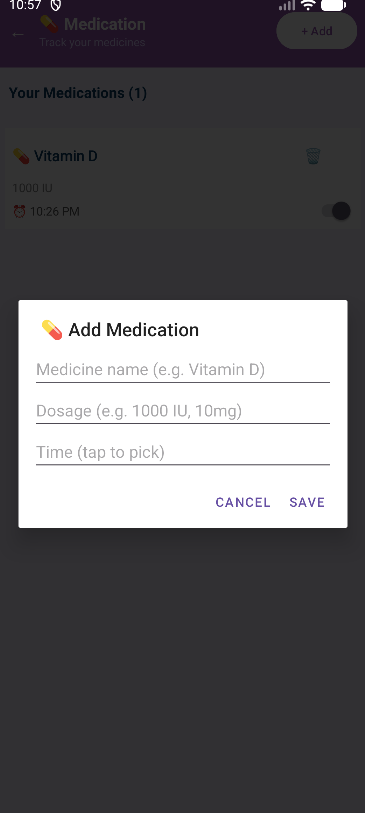 10:57
💊 Medication
Track your medicines
+ Add
Your Medications (1)
💊 Vitamin D
1000 IU
⏰ 10:26 PM
💊 Add Medication
Medicine name (e.g. Vitamin D)
Dosage (e.g. 1000 IU, 10mg)
Time (tap to pick)
CANCEL SAVE